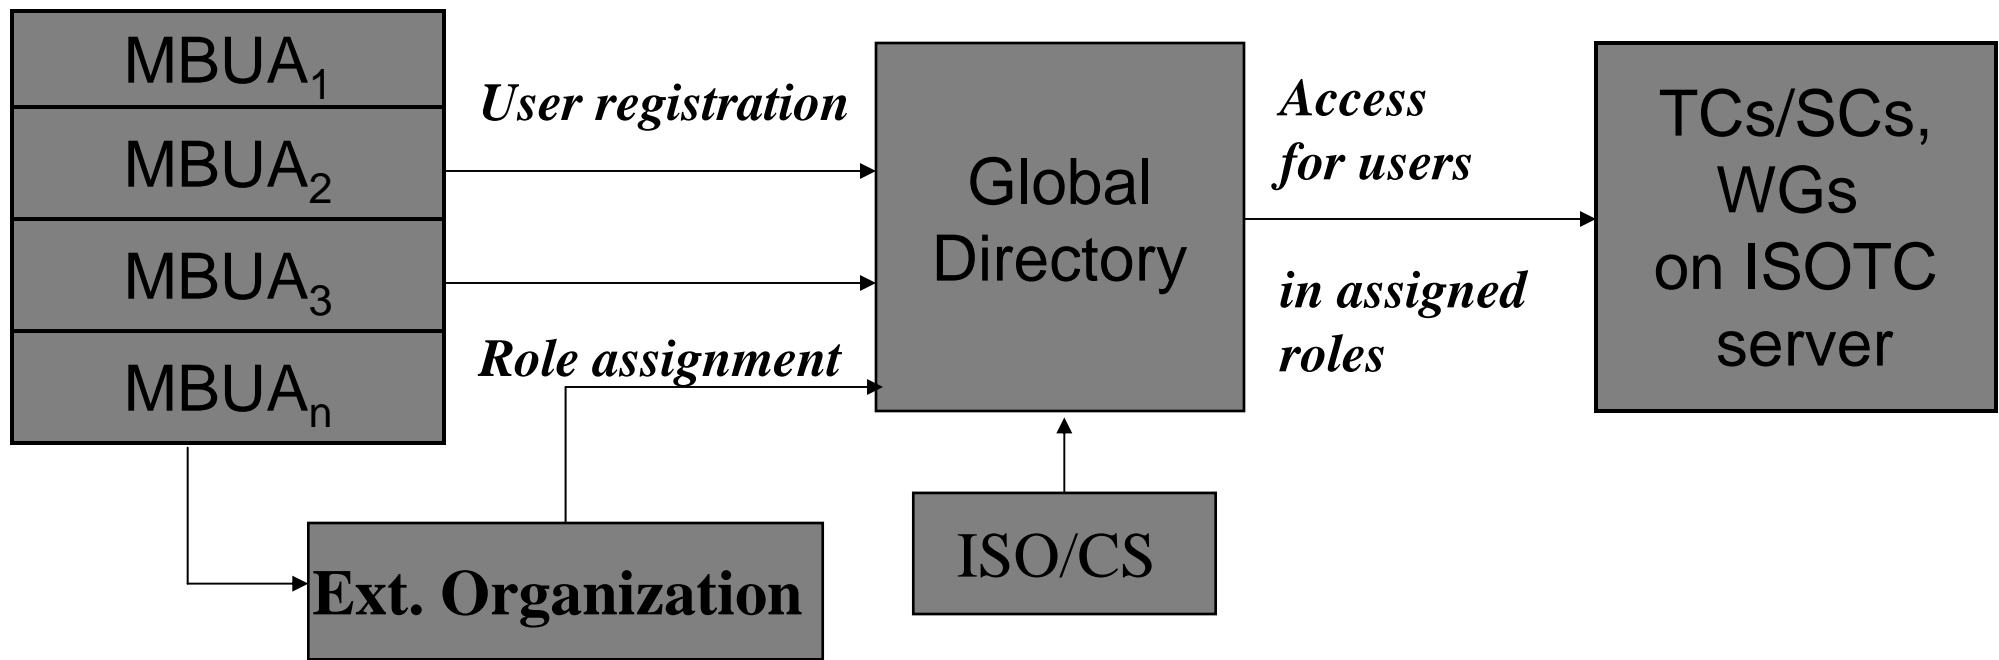 MBUA₁
MBUA₂
MBUA₃
MBUAₙ
User registration
Role assignment
Ext. Organization
Global
Directory
ISO/CS
Access
for users
in assigned
roles
TCs/SCs,
WGs
on ISOTC
server